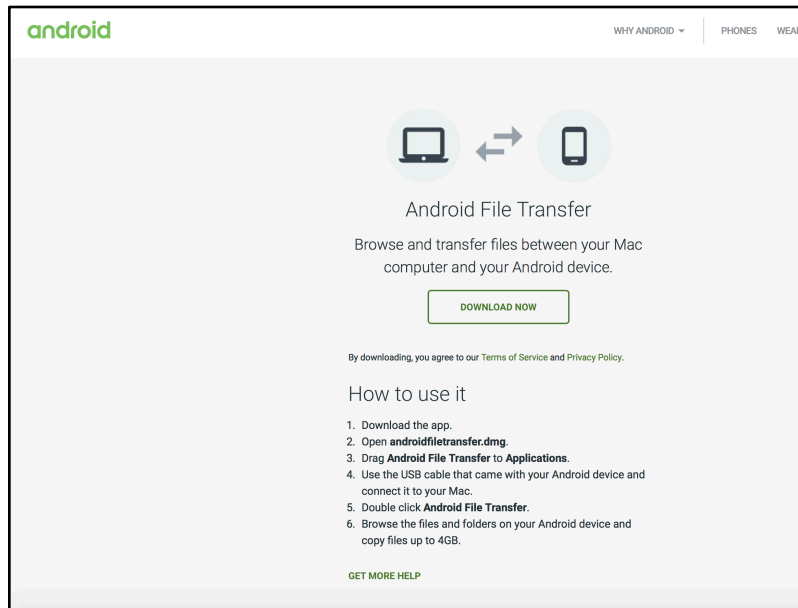 android
WHY ANDROID
PHONES
Android File Transfer
Browse and transfer files between your Mac
computer and your Android device.
DOWNLOAD NOW
By downloading, you agree to our Terms of Service and Privacy Policy.
How to use it
1. Download the app.
2. Open androidfiletransfer.dmg.
3. Drag Android File Transfer to Applications.
4. Use the USB cable that came with your Android device and
connect it to your Mac.
5. Double click Android File Transfer.
6. Browse the files and folders on your Android device and
copy files up to 4GB.
GET MORE HELP